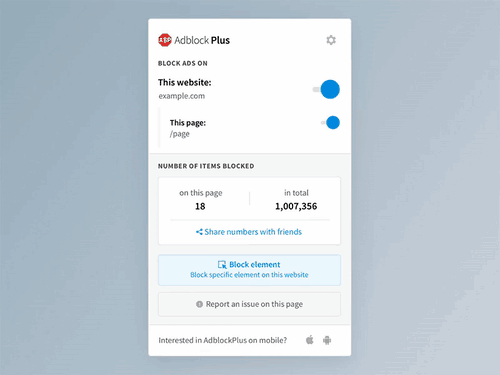 ABP Adblock Plus
BLOCK ADS ON
This website:
example.com
This page:
/page
NUMBER OF ITEMS BLOCKED
on this page
in total
18
1,007,356
Share numbers with friends
Block element
Block specific element on this website
Report an issue on this page
Interested in AdblockPlus on mobile?